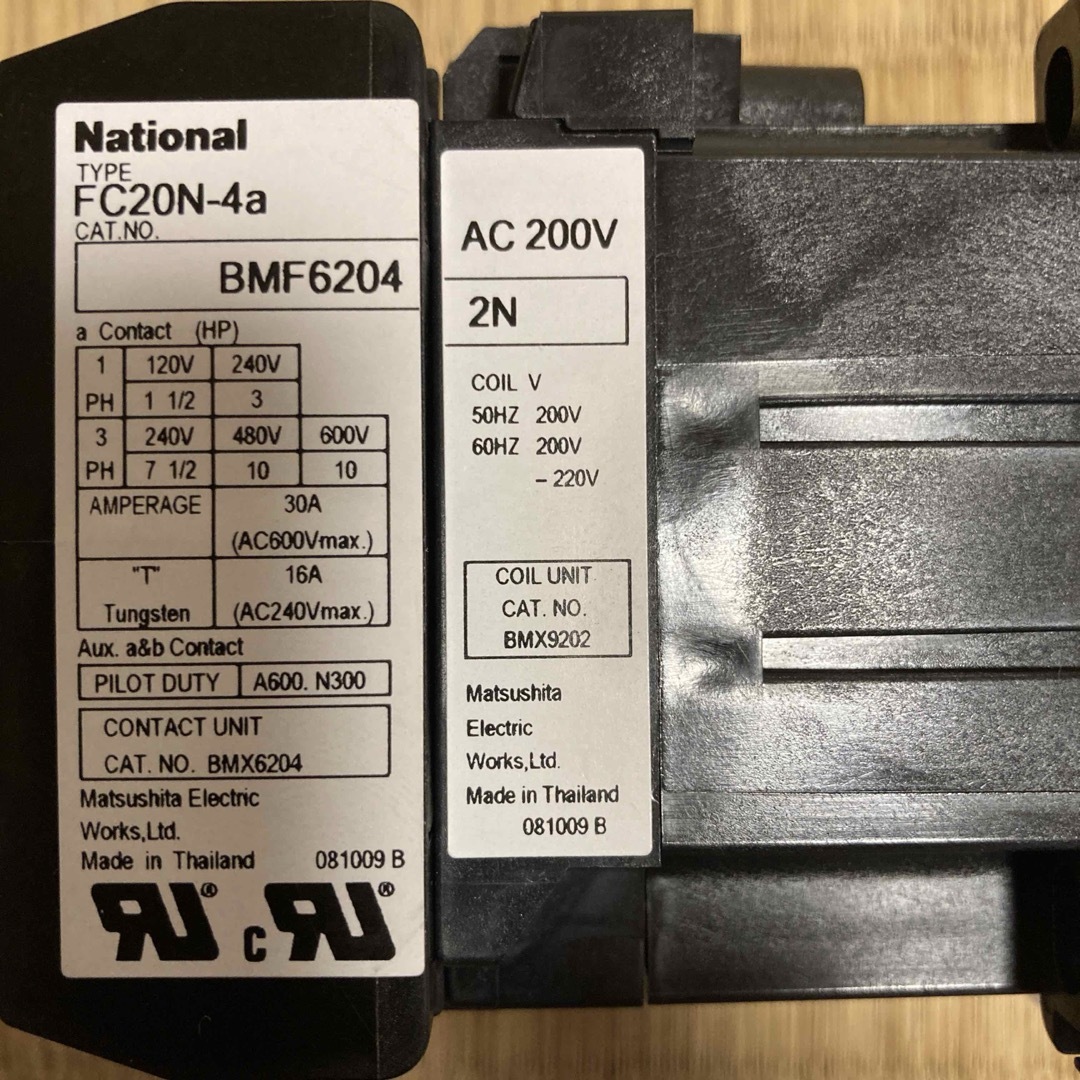 National
TYPE
FC20N-4a
CAT.NO.
BMF6204
a Contact (HP)
1 120V 240V
PH 1 1/2 3
3 240V 480V 600V
PH 7 1/2 10 10
AMPERAGE 30A
(AC600Vmax.)
"T" 16A
Tungsten (AC240Vmax.)
Aux. a&b Contact
PILOT DUTY A600. N300
CONTACT UNIT
CAT. NO. BMX6204
Matsushita Electric
Works,Ltd.
Made in Thailand 081009 B
RU® c RU®
AC 200V
2N
COIL V
50HZ 200V
60HZ 200V
– 220V
COIL UNIT
CAT. NO.
BMX9202
Matsushita
Electric
Works,Ltd.
Made in Thailand
081009 B